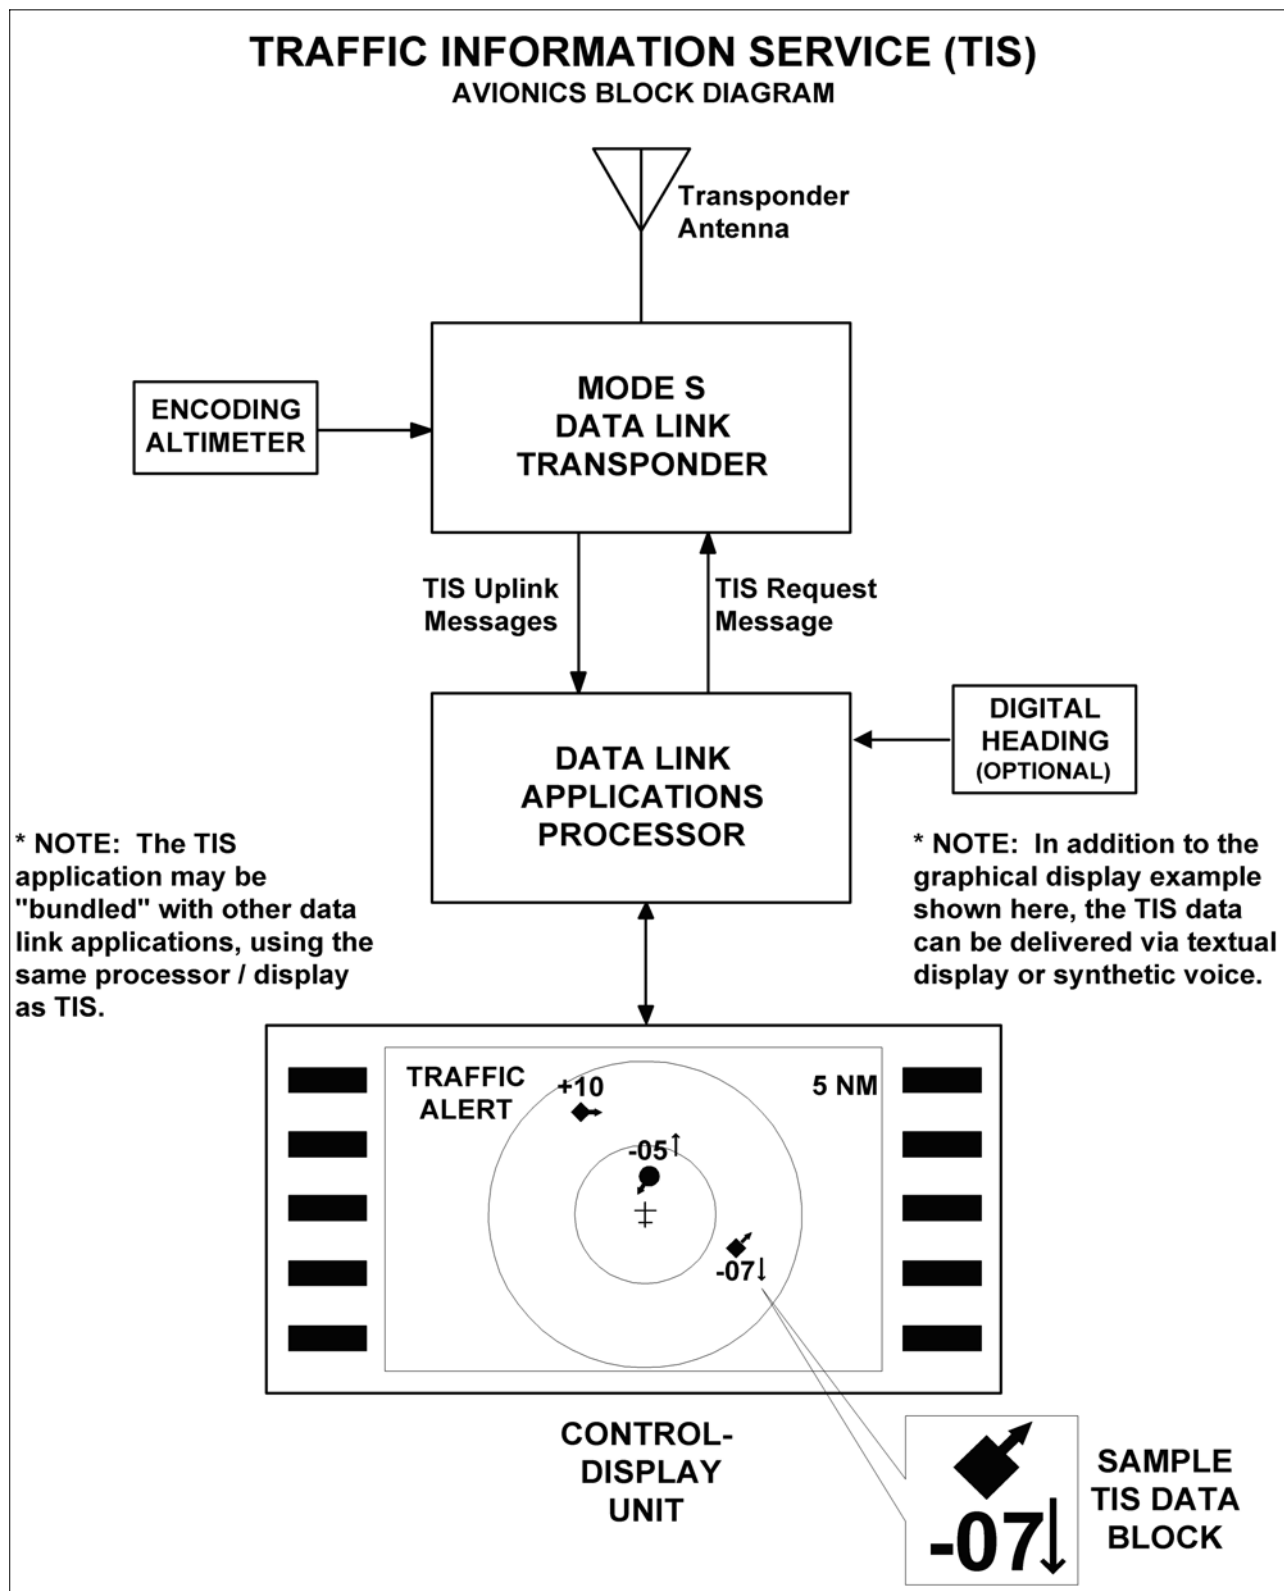 TRAFFIC INFORMATION SERVICE (TIS)
AVIONICS BLOCK DIAGRAM
Transponder
Antenna
MODE S
DATA LINK
TRANSPONDER
ENCODING
ALTIMETER
TIS Uplink
Messages
TIS Request
Message
DIGITAL
HEADING
(OPTIONAL)
DATA LINK
APPLICATIONS
PROCESSOR
* NOTE: The TIS
application may be
"bundled" with other data
link applications, using the
same processor / display
as TIS.
* NOTE: In addition to the
graphical display example
shown here, the TIS data
can be delivered via textual
display or synthetic voice.
TRAFFIC
ALERT
+10
5 NM
-05↑
-07↓
CONTROL-
DISPLAY
UNIT
-07↓
SAMPLE
TIS DATA
BLOCK